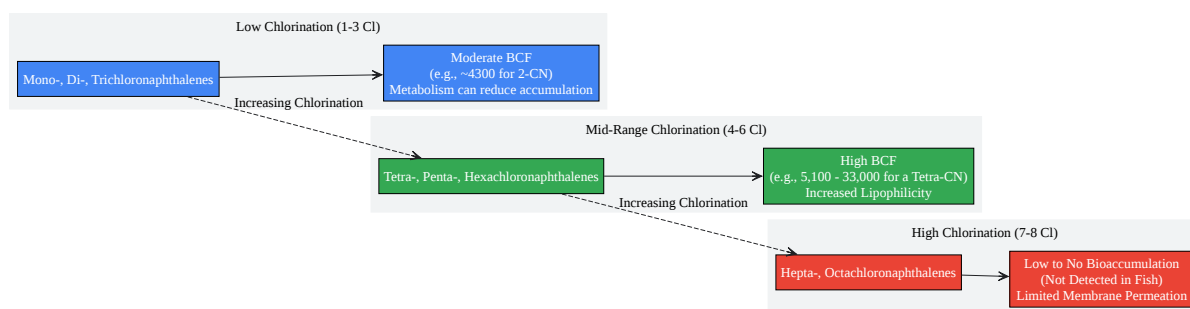 Low Chlorination (1-3 Cl)
Mono-, Di-, Trichloronaphthalenes
Moderate BCF
(e.g., ~4300 for 2-CN)
Metabolism can reduce accumulation
Increasing Chlorination
Mid-Range Chlorination (4-6 Cl)
Tetra-, Penta-, Hexachloronaphthalenes
High BCF
(e.g., 5,100 - 33,000 for a Tetra-CN)
Increased Lipophilicity
Increasing Chlorination
High Chlorination (7-8 Cl)
Hepta-, Octachloronaphthalenes
Low to No Bioaccumulation
(Not Detected in Fish)
Limited Membrane Permeation